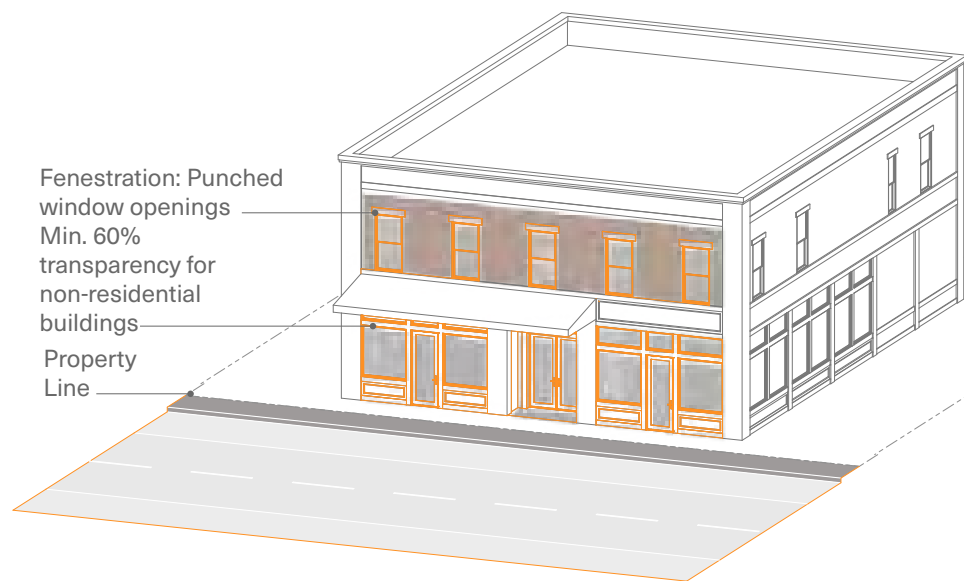 Fenestration: Punched
window openings
Min. 60%
transparency for
non-residential
buildings
Property
Line